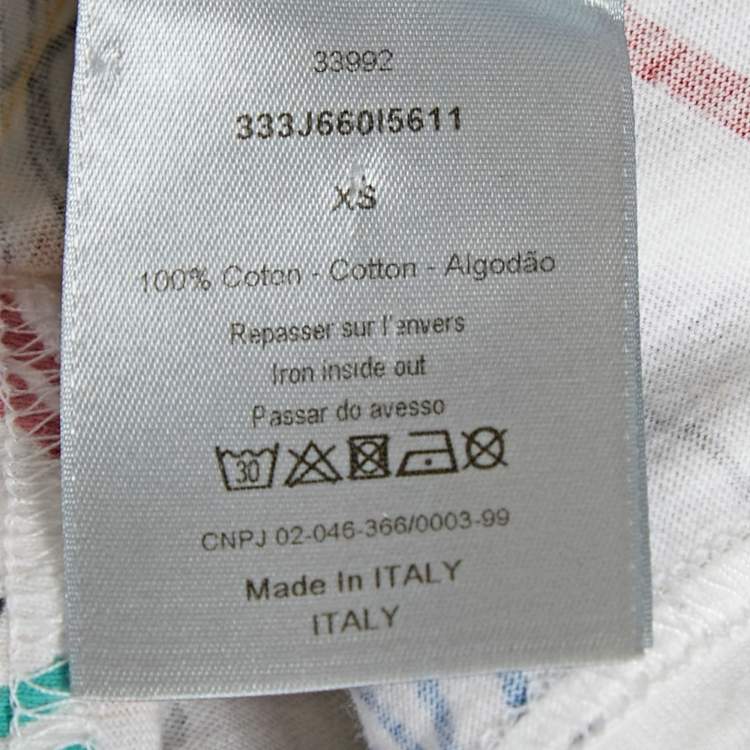 33992
333J660I5611
XS
100% Coton - Cotton - Algodão
Repasser sur l'envers
Iron inside out
Passar do avesso
30
CNPJ 02-046-366/0003-99
Made In ITALY
ITALY